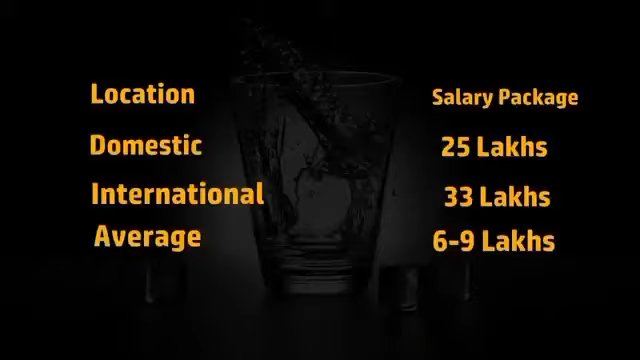 Location Salary Package
Domestic 25 Lakhs
International 33 Lakhs
Average 6-9 Lakhs